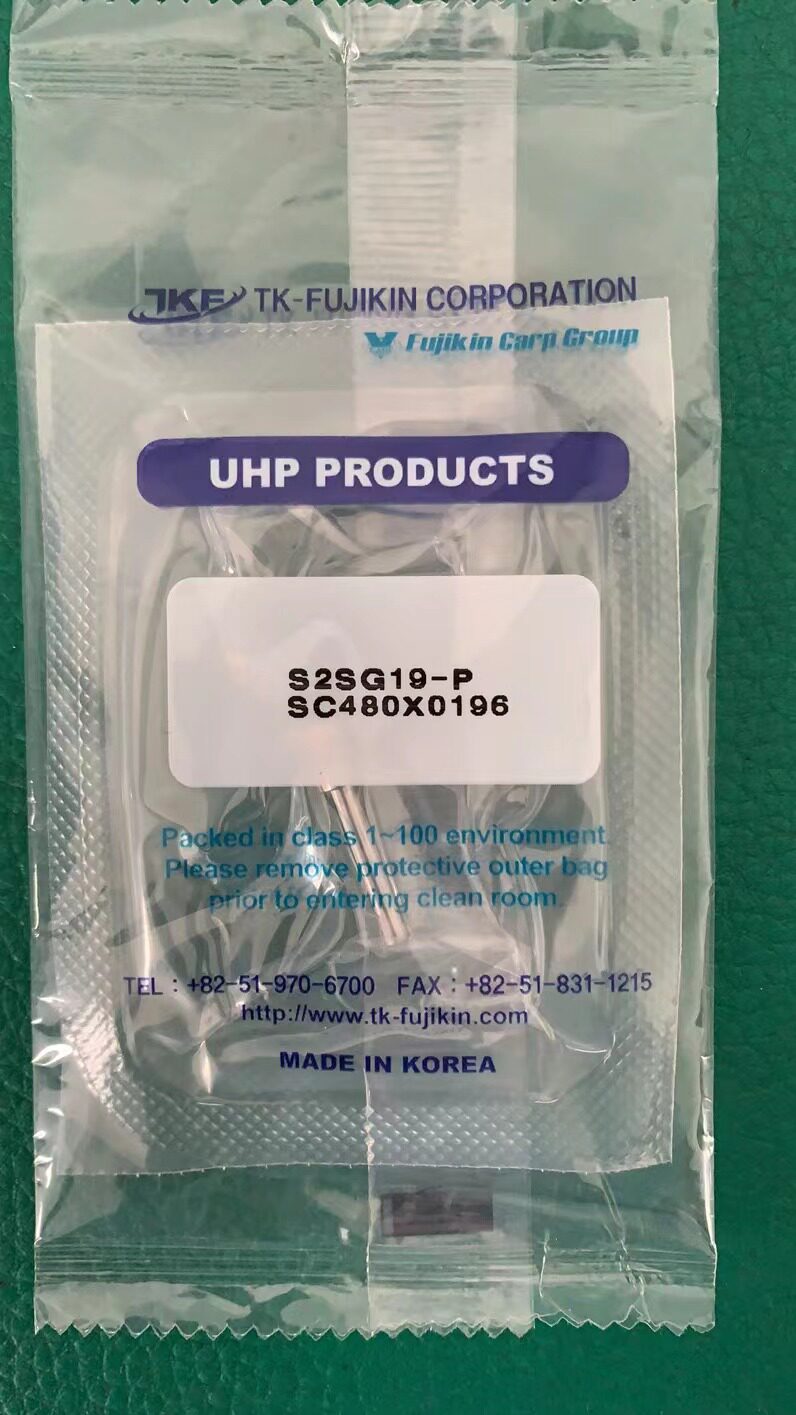 TKF TK-FUJIKIN CORPORATION
Fujikin Carp Group
UHP PRODUCTS
S2SG19-P
SC480X0196
Packed in class 1~100 environment
Please remove protective outer bag
prior to entering clean room.
TEL : +82-51-970-6700 FAX : +82-51-831-1215
http://www.tk-fujikin.com
MADE IN KOREA